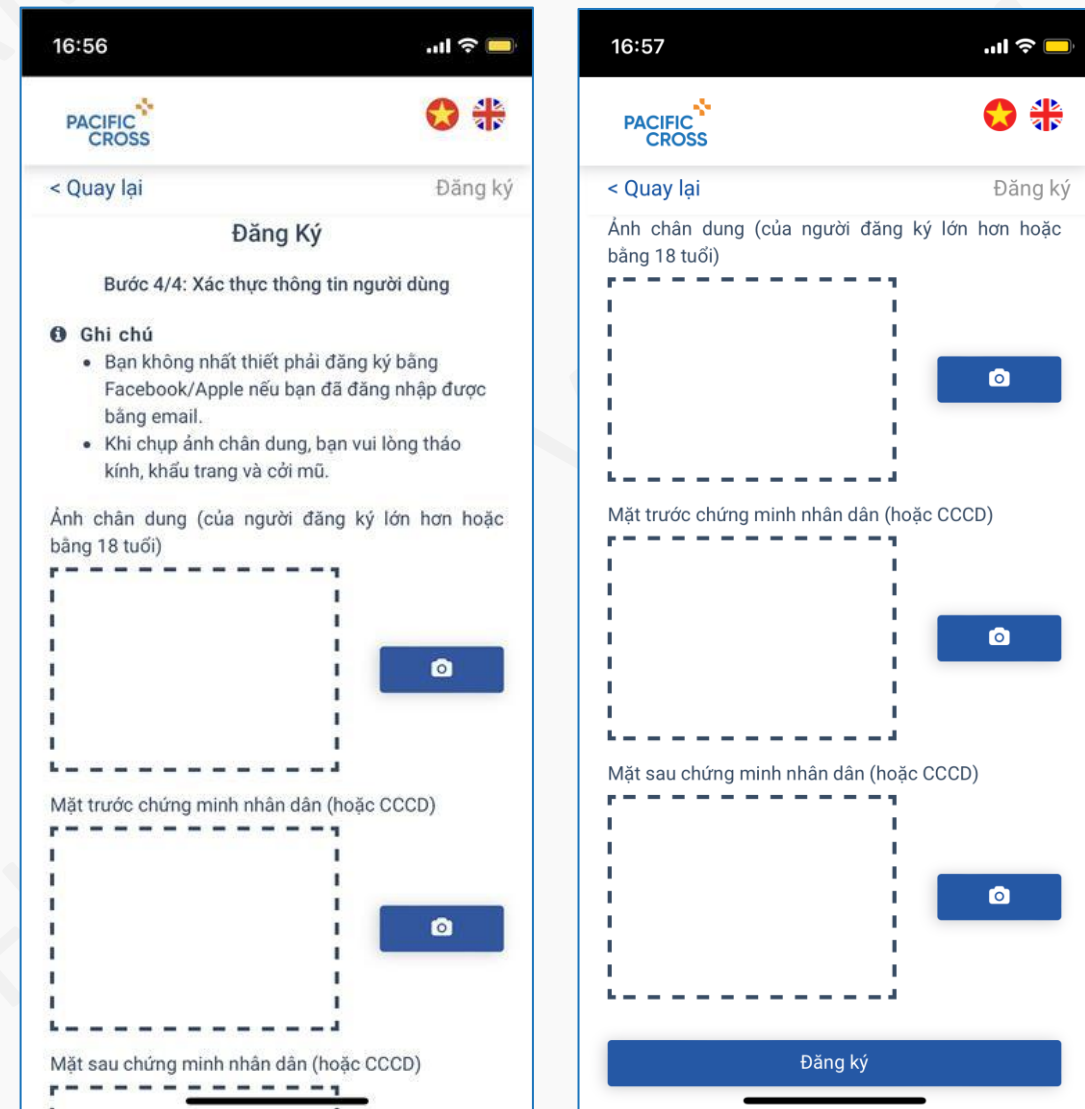 16:56
PACIFIC
CROSS
< Quay lại
Đăng ký
Đăng Ký
Bước 4/4: Xác thực thông tin người dùng
Ghi chú
• Bạn không nhất thiết phải đăng ký bằng
Facebook/Apple nếu bạn đã đăng nhập được
bằng email.
• Khi chụp ảnh chân dung, bạn vui lòng tháo
kính, khẩu trang và cởi mũ.
Ảnh chân dung (của người đăng ký lớn hơn hoặc
bằng 18 tuổi)
Mặt trước chứng minh nhân dân (hoặc CCCD)
Mặt sau chứng minh nhân dân (hoặc CCCD)
16:57
PACIFIC
CROSS
< Quay lại
Đăng ký
Ảnh chân dung (của người đăng ký lớn hơn hoặc
bằng 18 tuổi)
Mặt trước chứng minh nhân dân (hoặc CCCD)
Mặt sau chứng minh nhân dân (hoặc CCCD)
Đăng ký